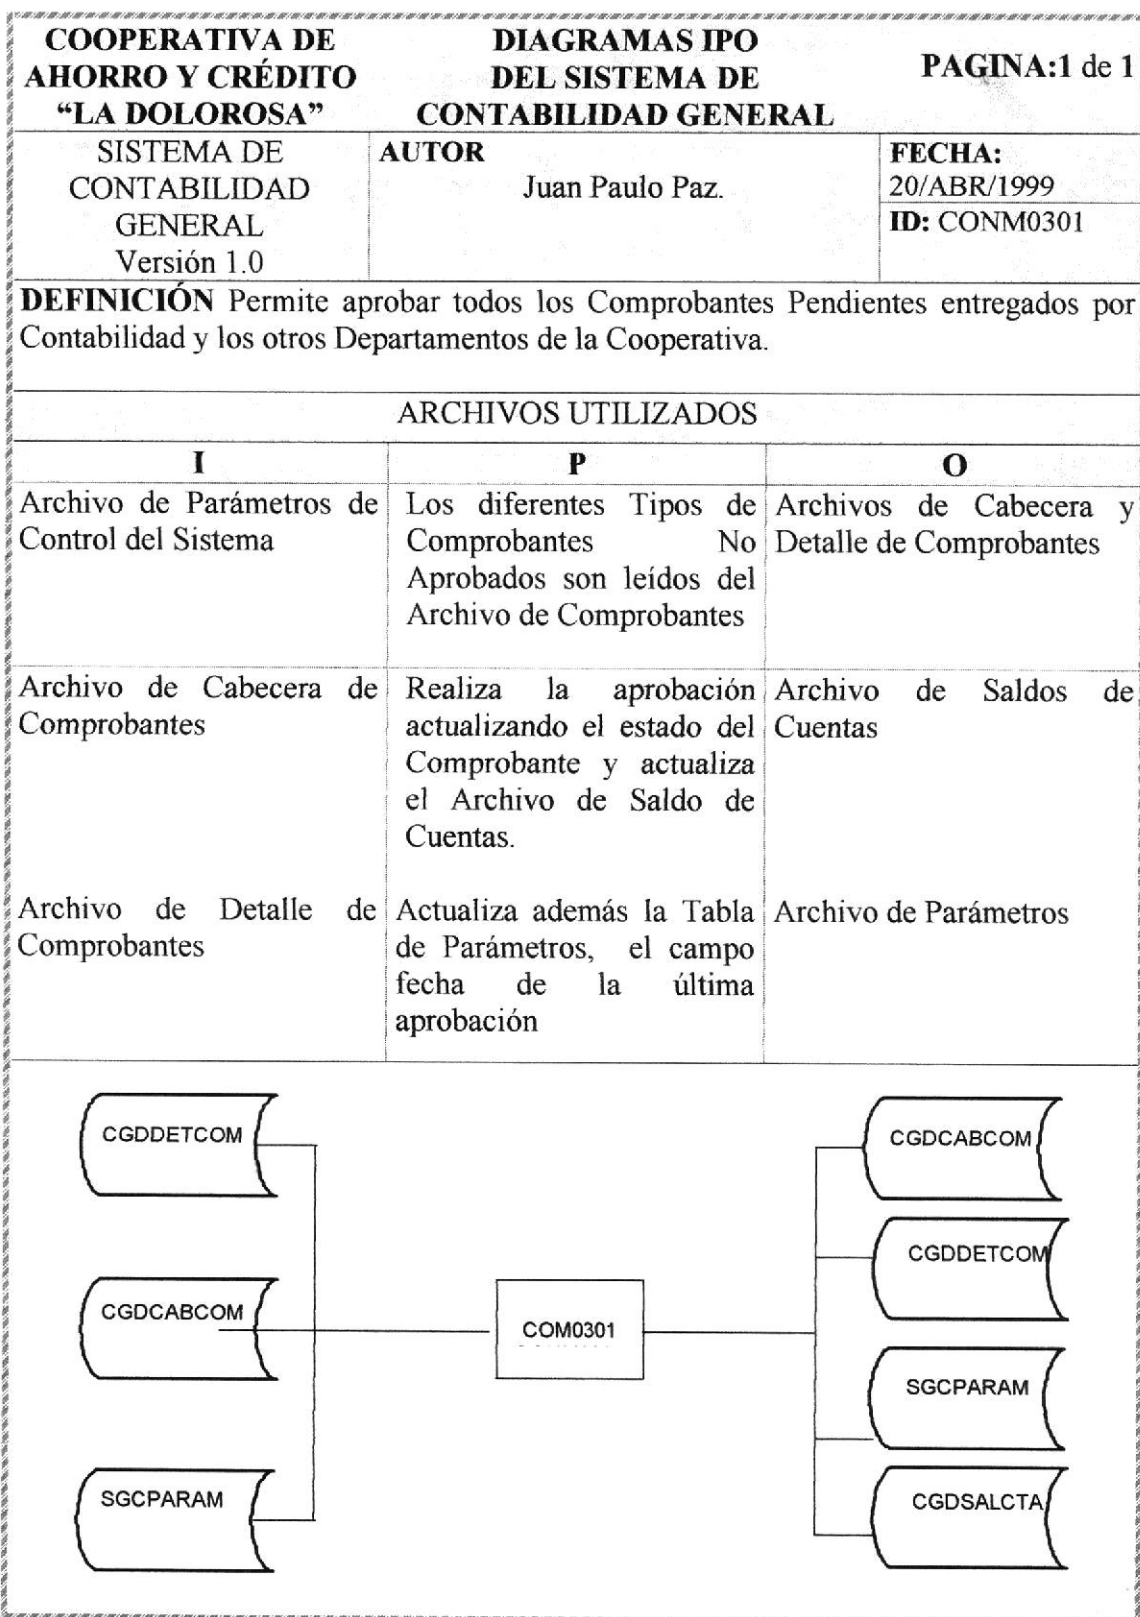 COOPERATIVA DE
AHORRO Y CRÉDITO
“LA DOLOROSA”
DIAGRAMAS IPO
DEL SISTEMA DE
CONTABILIDAD GENERAL
PAGINA:1 de 1
SISTEMA DE
CONTABILIDAD
GENERAL
Versión 1.0
AUTOR
Juan Paulo Paz.
FECHA:
20/ABR/1999
ID: CONM0301
DEFINICIÓN Permite aprobar todos los Comprobantes Pendientes entregados por
Contabilidad y los otros Departamentos de la Cooperativa.
ARCHIVOS UTILIZADOS
I
P
O
Archivo de Parámetros de
Control del Sistema
Los diferentes Tipos de
Comprobantes No
Aprobados son leídos del
Archivo de Comprobantes
Archivos de Cabecera y
Detalle de Comprobantes
Archivo de Cabecera de
Comprobantes
Realiza la aprobación
actualizando el estado del
Comprobante y actualiza
el Archivo de Saldo de
Cuentas.
Archivo de Saldos de
Cuentas
Archivo de Detalle de
Comprobantes
Actualiza además la Tabla
de Parámetros, el campo
fecha de la última
aprobación
Archivo de Parámetros
CGDDETCOM
CGDCABCOM
SGCPARAM
COM0301
CGDCABCOM
CGDDETCOM
SGCPARAM
CGDSALCTA